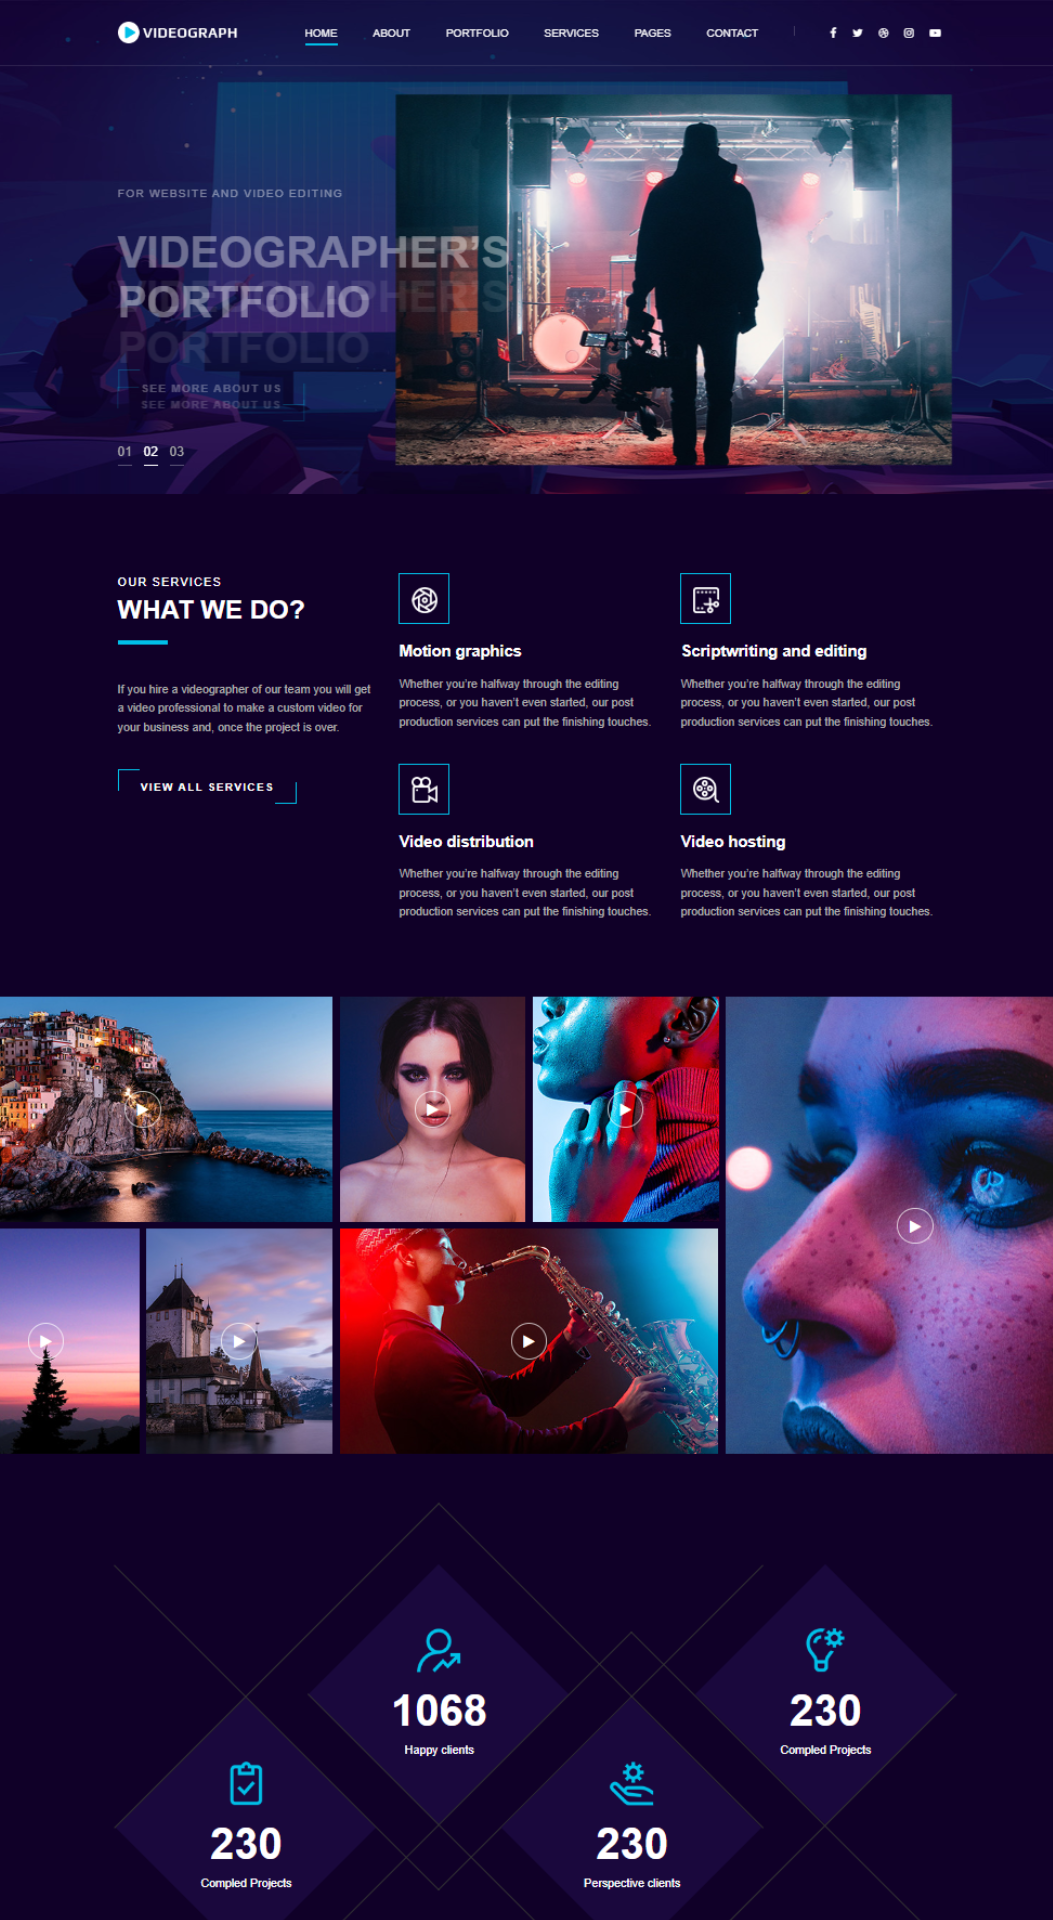 VIDEOGRAPH
HOME ABOUT PORTFOLIO SERVICES PAGES CONTACT
FOR WEBSITE AND VIDEO EDITING
VIDEOGRAPHER'S
VIDEOGRAPHER'S
PORTFOLIO
PORTFOLIO
SEE MORE ABOUT US
SEE MORE ABOUT US
01 02 03
OUR SERVICES
WHAT WE DO?
If you hire a videographer of our team you will get
a video professional to make a custom video for
your business and, once the project is over.
VIEW ALL SERVICES
Motion graphics
Whether you're halfway through the editing
process, or you haven't even started, our post
production services can put the finishing touches.
Scriptwriting and editing
Whether you're halfway through the editing
process, or you haven't even started, our post
production services can put the finishing touches.
Video distribution
Whether you're halfway through the editing
process, or you haven't even started, our post
production services can put the finishing touches.
Video hosting
Whether you're halfway through the editing
process, or you haven't even started, our post
production services can put the finishing touches.
230
Compled Projects
1068
Happy clients
230
Perspective clients
230
Compled Projects